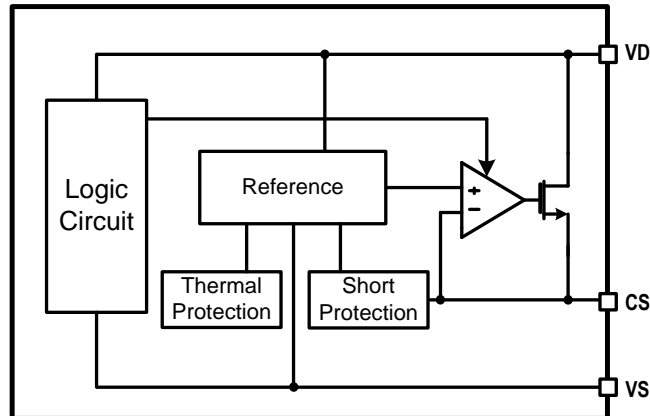 VD
Logic
Circuit
Reference
+
−
Thermal
Protection
Short
Protection
CS
VS